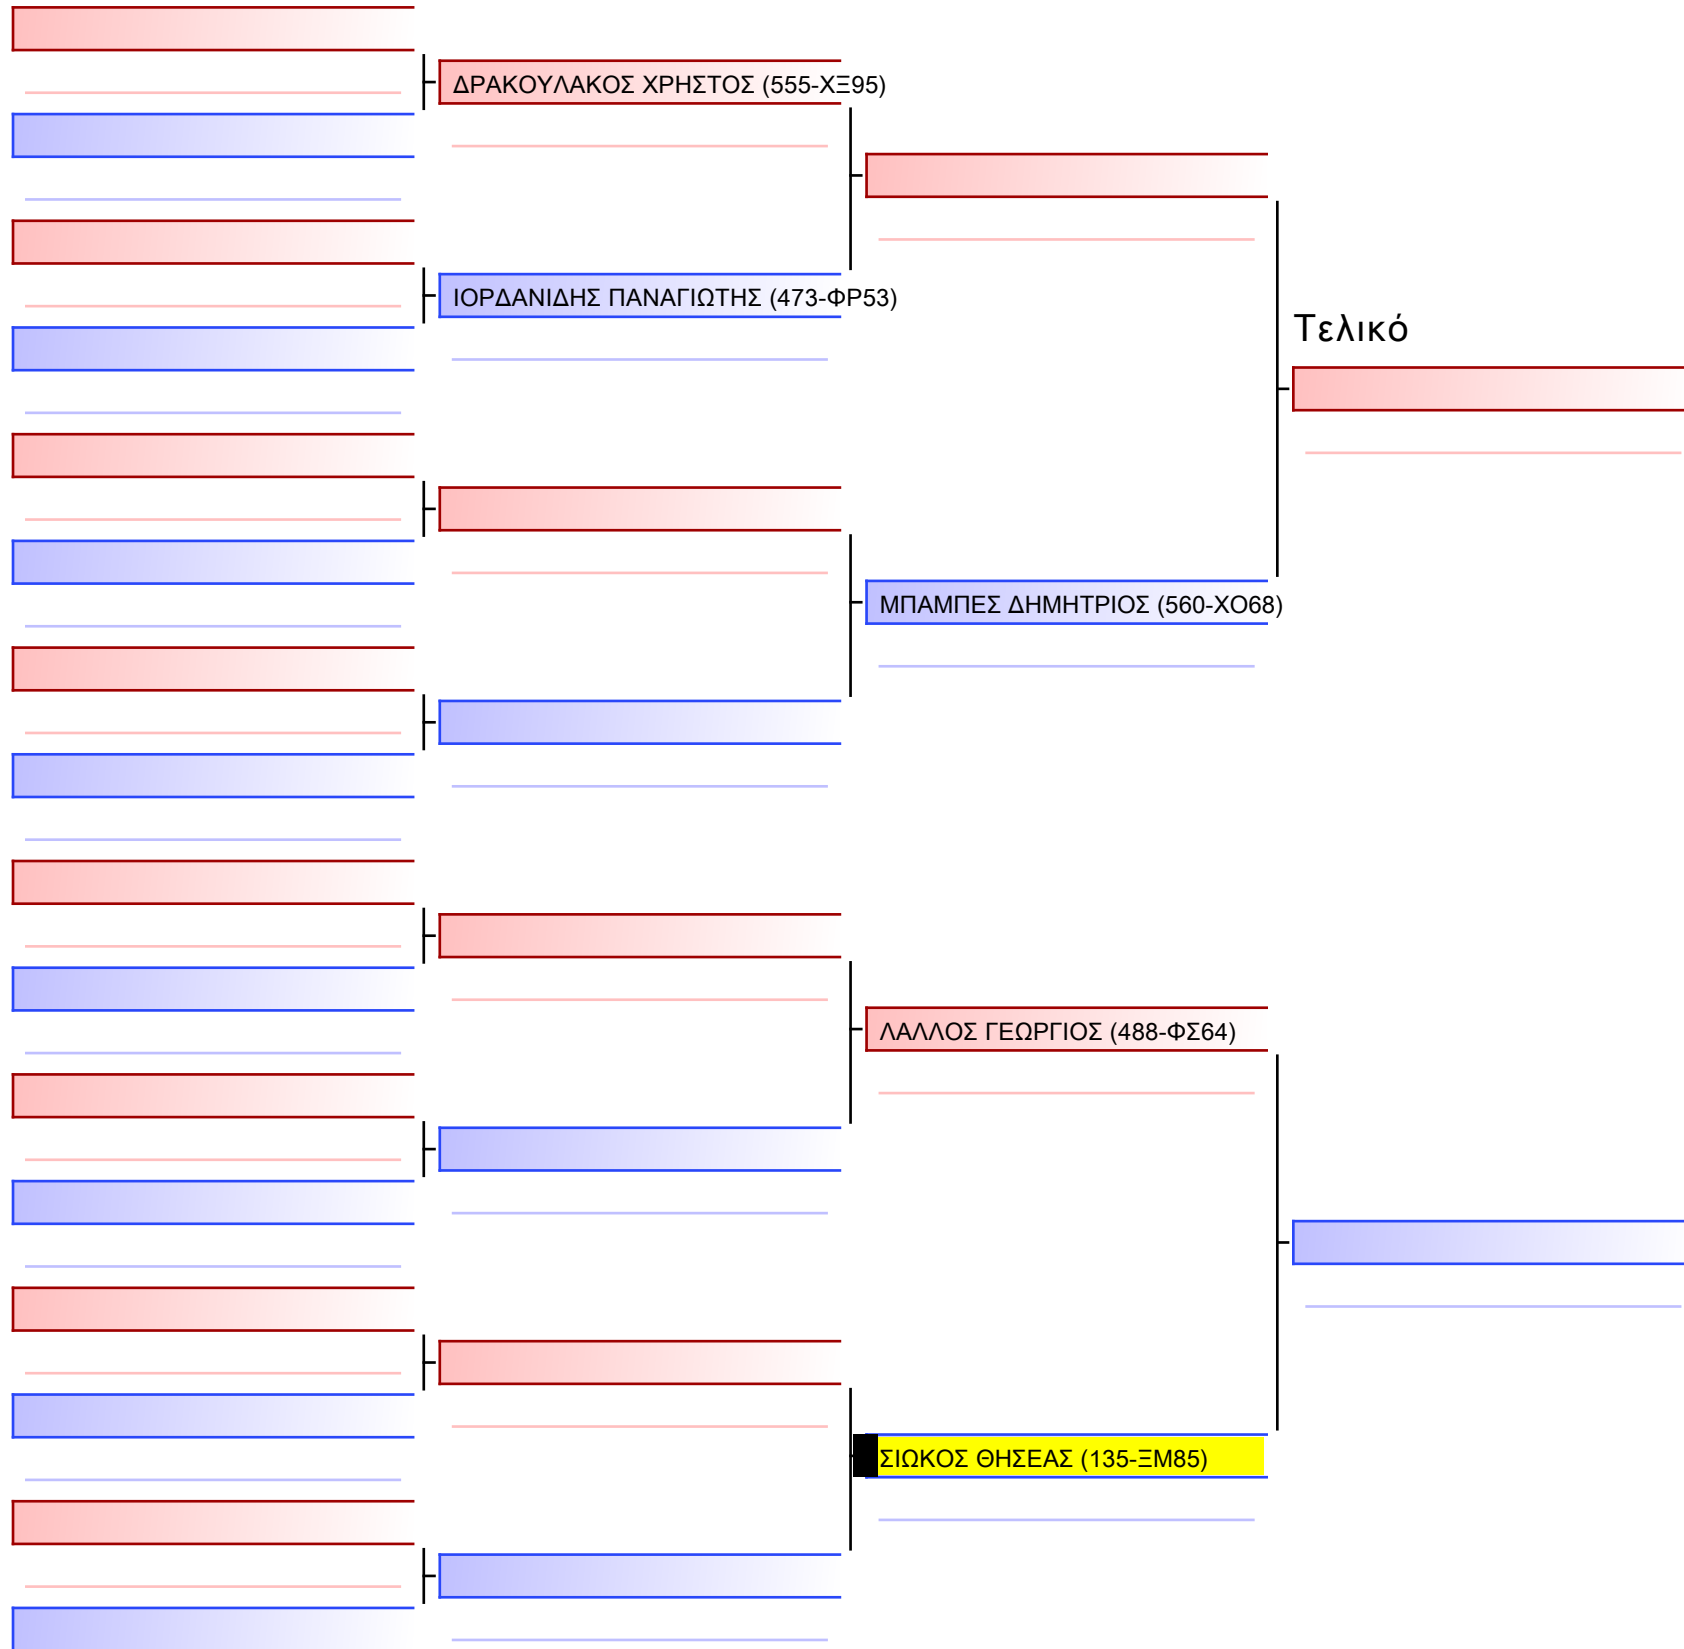 ΔΡΑΚΟΥΛΑΚΟΣ ΧΡΗΣΤΟΣ (555-ΧΞ95)
ΙΟΡΔΑΝΙΔΗΣ ΠΑΝΑΓΙΩΤΗΣ (473-ΦΡ53)
Τελικό
ΜΠΑΜΠΕΣ ΔΗΜΗΤΡΙΟΣ (560-ΧΟ68)
ΛΑΛΛΟΣ ΓΕΩΡΓΙΟΣ (488-ΦΣ64)
ΣΙΩΚΟΣ ΘΗΣΕΑΣ (135-ΞΜ85)